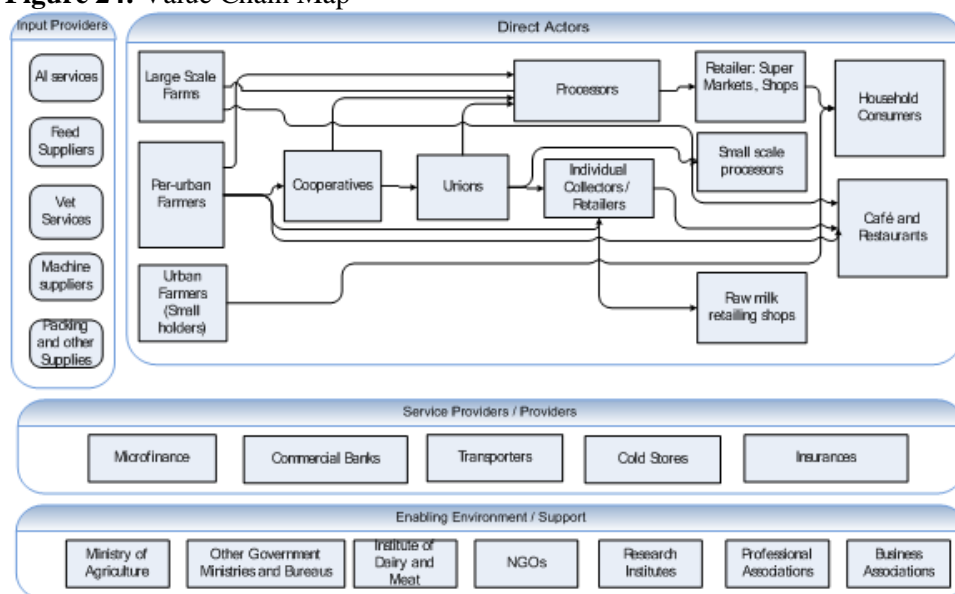 Figure 24: Value Chain Map
Input Providers
AI services
Feed
Suppliers
Vet
Services
Machine
suppliers
Packing
and other
Supplies
Direct Actors
Large Scale
Farms
Per-urban
Farmers
Urban
Farmers
(Small
holders)
Cooperatives
Unions
Processors
Individual
Collectors /
Retailers
Retailer: Super
Markets, Shops
Small scale
processors
Raw milk
retailing shops
Household
Consumers
Café and
Restaurants
Service Providers / Providers
Microfinance
Commercial Banks
Transporters
Cold Stores
Insurances
Enabling Environment / Support
Ministry of
Agriculture
Other Government
Ministries and Bureaus
Institute of
Dairy and
Meat
NGOs
Research
Institutes
Professional
Associations
Business
Associations